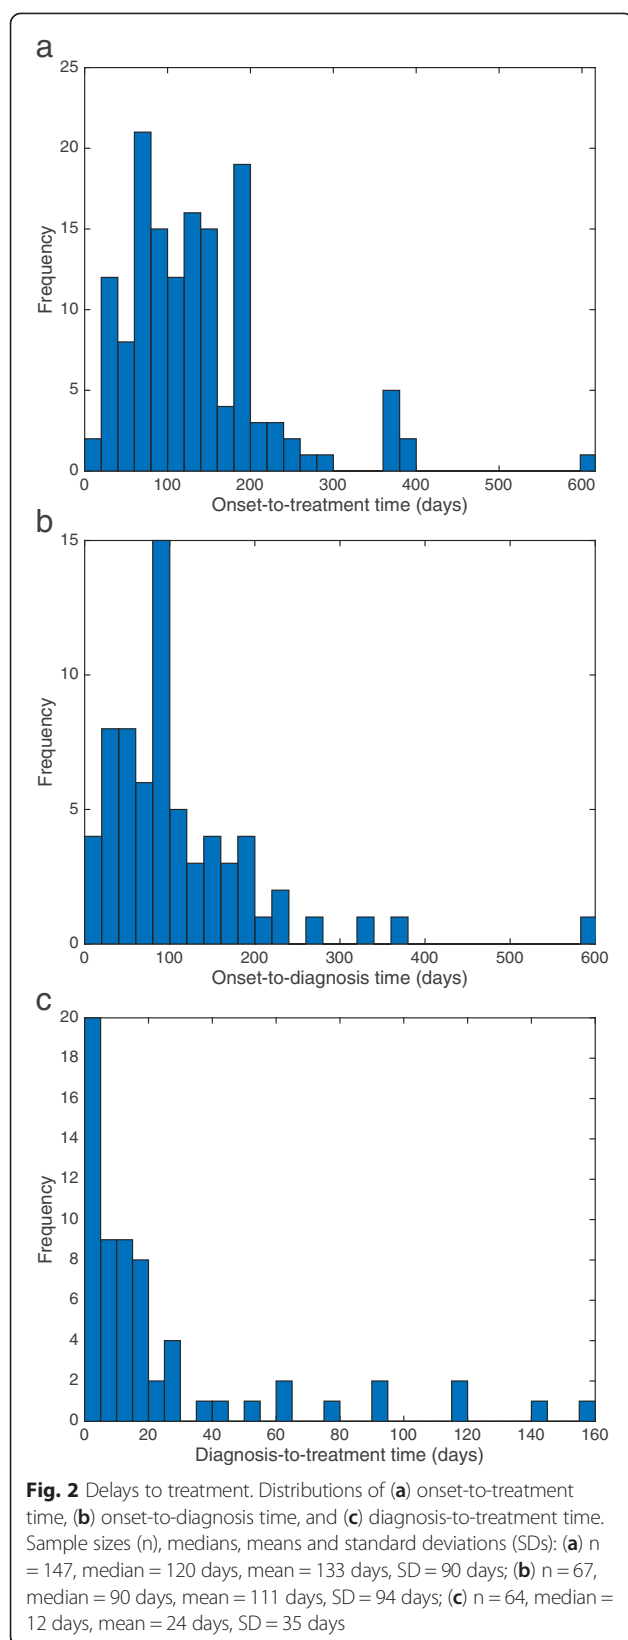 a
25
20
15
10
5
0
Frequency
0 100 200 300 400 500 600
Onset-to-treatment time (days)
b
15
10
5
0
Frequency
0 100 200 300 400 500 600
Onset-to-diagnosis time (days)
c
20
18
16
14
12
10
8
6
4
2
0
Frequency
0 20 40 60 80 100 120 140 160
Diagnosis-to-treatment time (days)
Fig. 2 Delays to treatment. Distributions of (a) onset-to-treatment
time, (b) onset-to-diagnosis time, and (c) diagnosis-to-treatment time.
Sample sizes (n), medians, means and standard deviations (SDs): (a) n
= 147, median = 120 days, mean = 133 days, SD = 90 days; (b) n = 67,
median = 90 days, mean = 111 days, SD = 94 days; (c) n = 64, median =
12 days, mean = 24 days, SD = 35 days